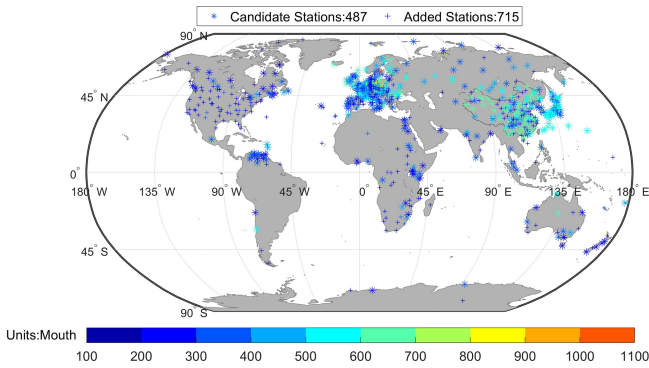 Candidate Stations:487 Added Stations:715
90° N
45° N
0°
180° W 135° W 90° W 45° W 0 45° E 90° E 135° E 180° E
45° S
90° S
Units:Mouth
100 200 300 400 500 600 700 800 900 1000 1100